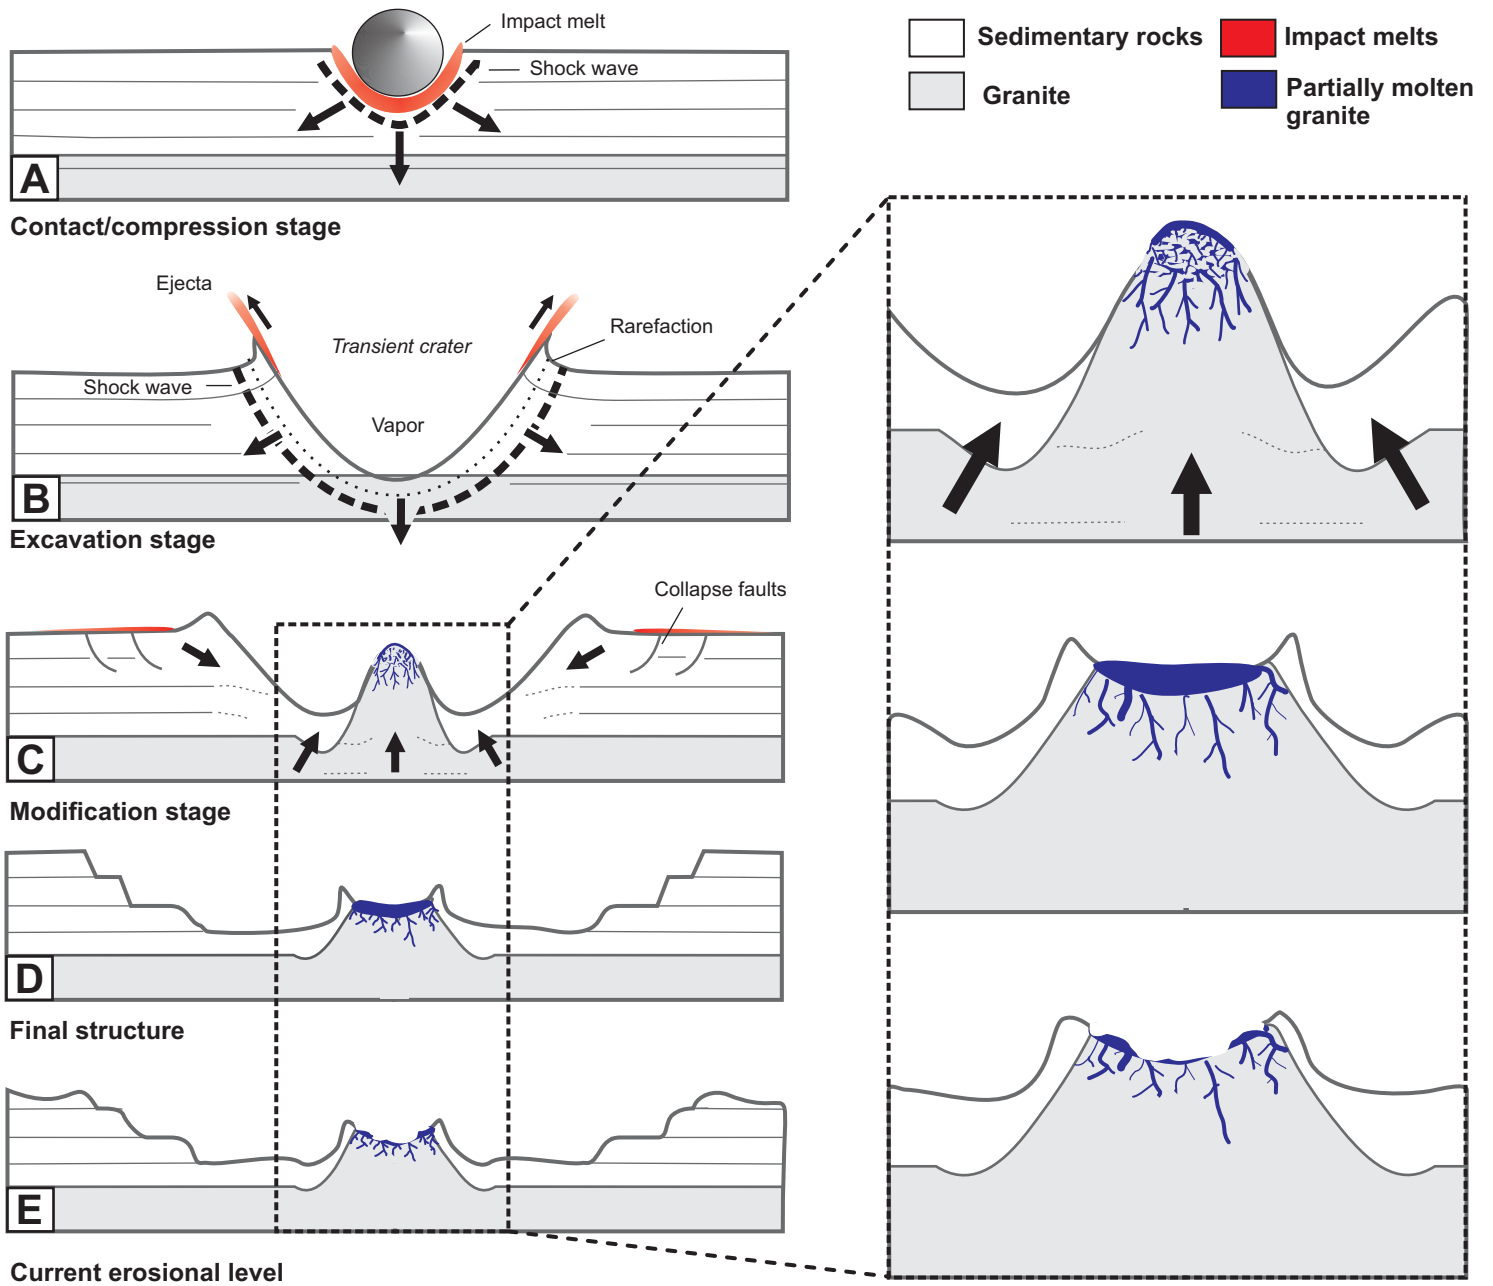 Impact melt
Shock wave
A
Contact/compression stage
Sedimentary rocks
Impact melts
Granite
Partially molten
granite
Ejecta
Transient crater
Rarefaction
Shock wave
Vapor
B
Excavation stage
Collapse faults
C
Modification stage
D
Final structure
E
Current erosional level